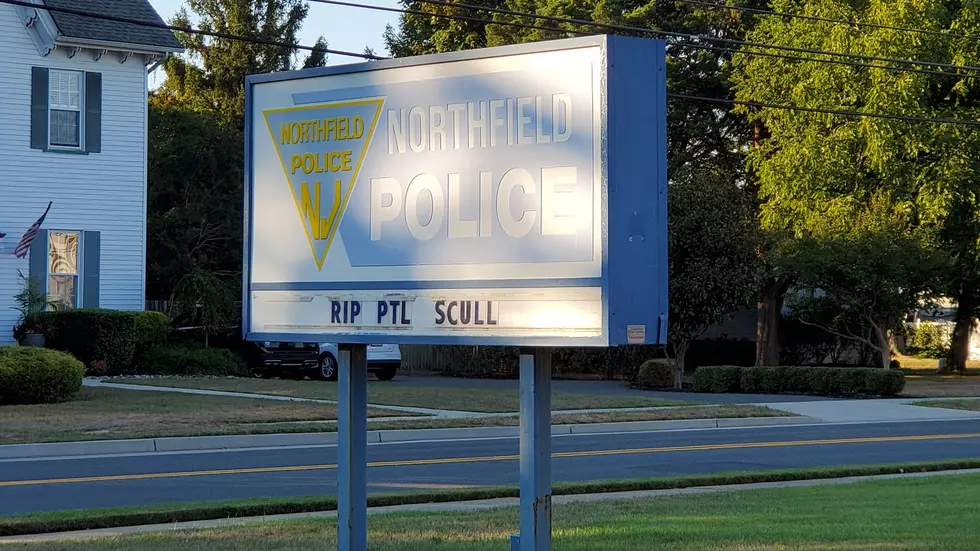 NORTHFIELD
POLICE
NJ
NORTHFIELD
POLICE
RIP PTL SCULL